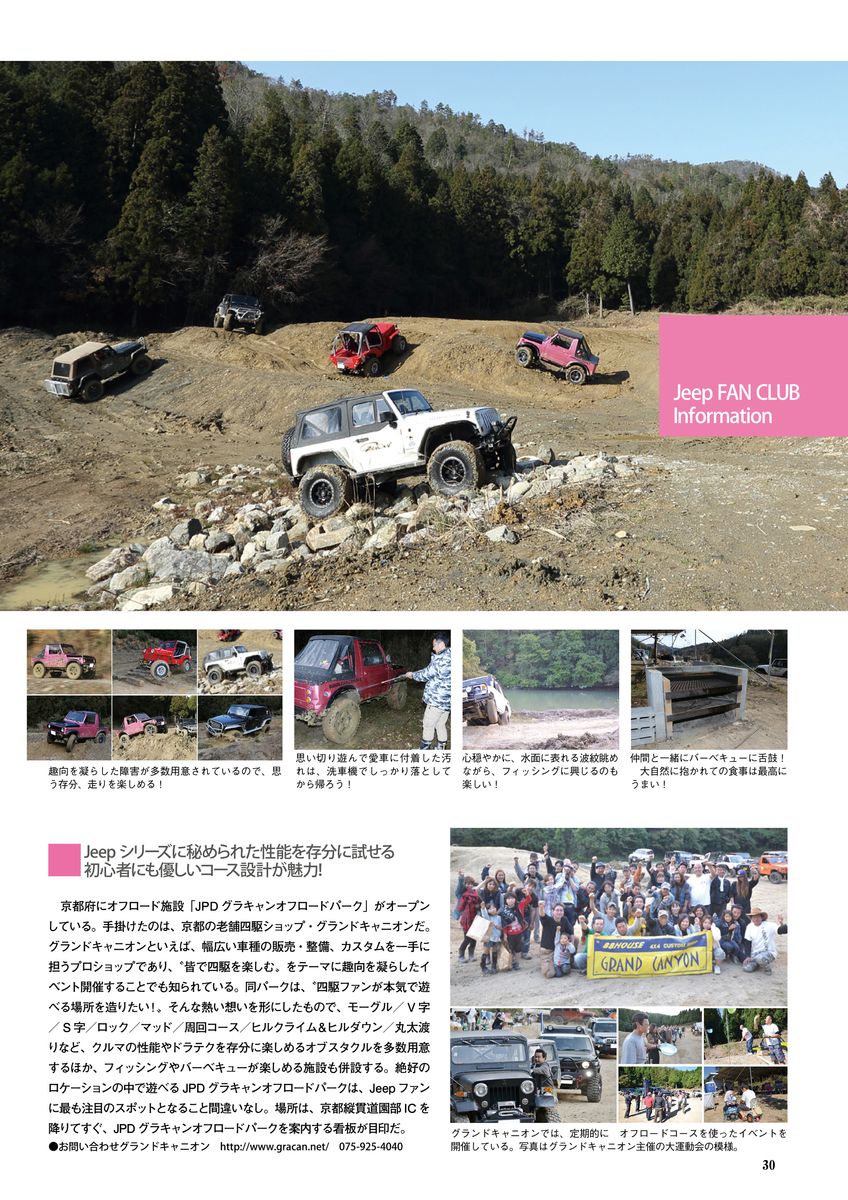 Jeep FAN CLUB
Information
趣向を凝らした障害が多数用意されているので、思
う存分、走りを楽しめる！
思い切り遊んで愛車に付着した汚
れは、洗車機でしっかり落として
から帰ろう！
心穏やかに、水面に表れる波紋眺め
ながら、フィッシングに興じるのも
楽しい！
仲間と一緒にバーベキューに舌鼓！
大自然に抱かれての食事は最高に
うまい！
Jeep シリーズに秘められた性能を存分に試せる
初心者にも優しいコース設計が魅力!
京都府にオフロード施設「JPD グラキャンオフロードパーク」がオープン
している。手掛けたのは、京都の老舗四駆ショップ・グランドキャニオンだ。
グランドキャニオンといえば、幅広い車種の販売・整備、カスタムを一手に
担うプロショップであり、〝皆で四駆を楽しむ〟をテーマに趣向を凝らしたイ
ベント開催することでも知られている。同パークは、〝四駆ファンが本気で遊
べる場所を造りたい！〟そんな熱い想いを形にしたもので、モーグル／V 字
／S 字／ロック／マッド／周回コース／ヒルクライム＆ヒルダウン／丸太渡
りなど、クルマの性能やドラテクを存分に楽しめるオブスタクルを多数用意
するほか、フィッシングやバーベキューが楽しめる施設も併設する。絶好の
ロケーションの中で遊べる JPD グラキャンオフロードパークは、Jeep ファン
に最も注目のスポットとなること間違いなし。場所は、京都縦貫道園部 IC を
降りてすぐ、JPD グラキャンオフロードパークを案内する看板が目印だ。
●お問い合わせグランドキャニオン http://www.gracan.net/ 075-925-4040
88HOUSE 4X4 CUSTOM
GRAND CANYON
グランドキャニオンでは、定期的に オフロードコースを使ったイベントを
開催している。写真はグランドキャニオン主催の大運動会の模様。
30